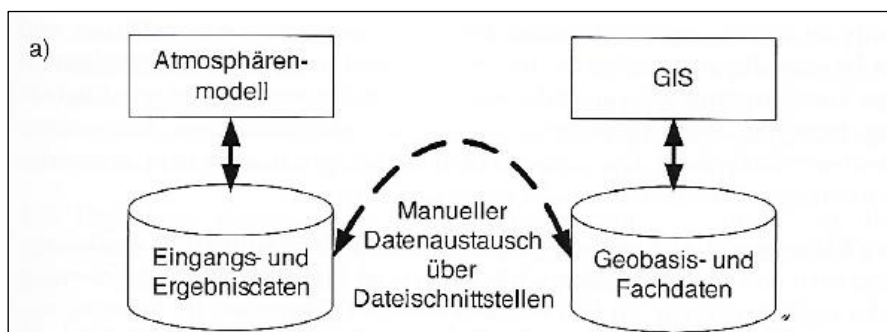 a)
Atmosphären-
modell
GIS
Manueller
Datenaustausch
über
Dateischnittstellen
Eingangs- und
Ergebnisdaten
Geobasis- und
Fachdaten